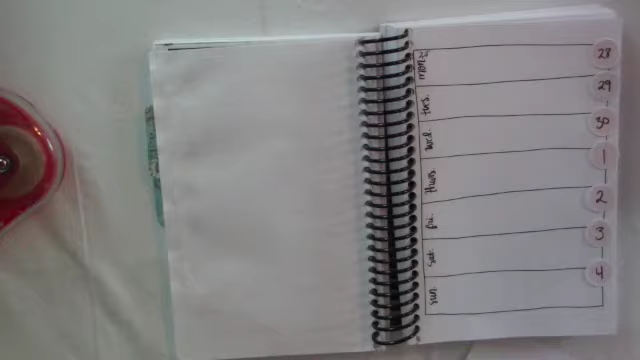 mon. 28
tues. 29
wed. 30
thurs 1
fri. 2
sat. 3
sun. 4